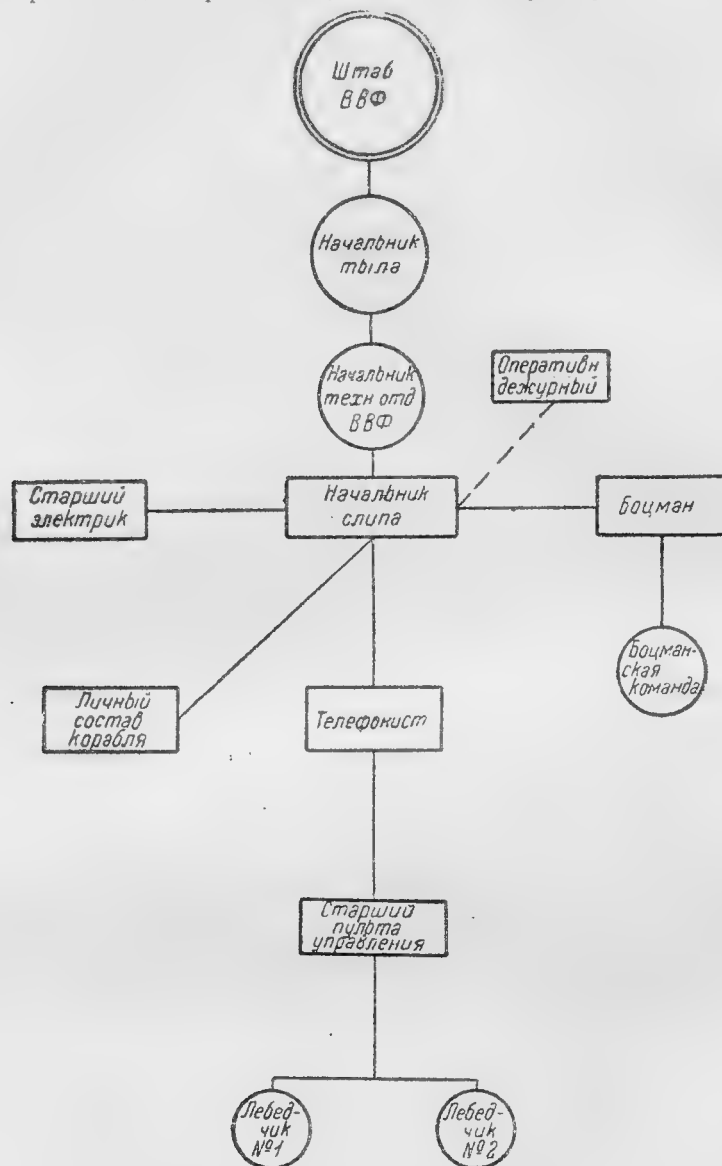 Штаб
ВВФ
Начальник
тыла
Начальник
техн отд
ВВФ
Оперативн
дежурный
Старший
электрик
Начальник
слипа
Боцман
Боцман-
ская
команда
Личный
состав
корабля
Телефонист
Старший
пульта
управления
Лебед-
чик
№1
Лебед-
чик
№2